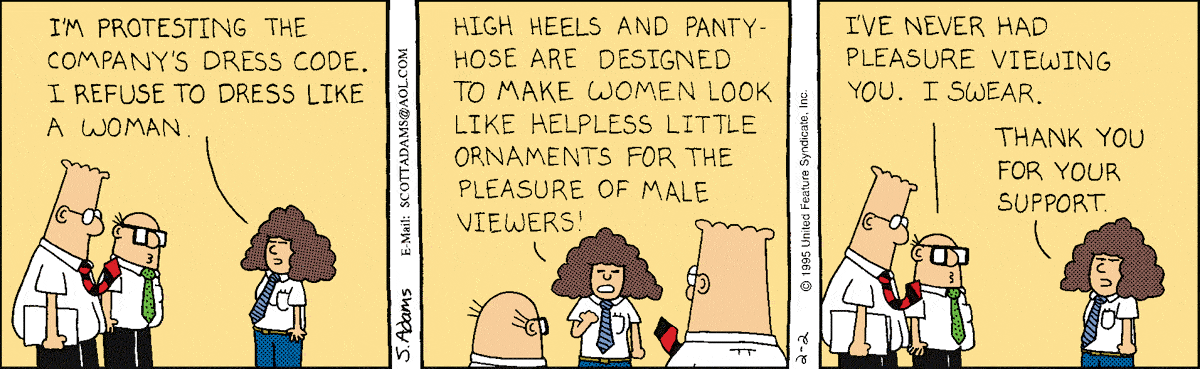 I'M PROTESTING THE
COMPANY'S DRESS CODE.
I REFUSE TO DRESS LIKE
A WOMAN.
S. Adams
E-Mail: SCOTTADAMS@AOL.COM
HIGH HEELS AND PANTY-
HOSE ARE DESIGNED
TO MAKE WOMEN LOOK
LIKE HELPLESS LITTLE
ORNAMENTS FOR THE
PLEASURE OF MALE
VIEWERS!
2-2
© 1995 United Feature Syndicate, Inc.
I'VE NEVER HAD
PLEASURE VIEWING
YOU. I SWEAR.
THANK YOU
FOR YOUR
SUPPORT.